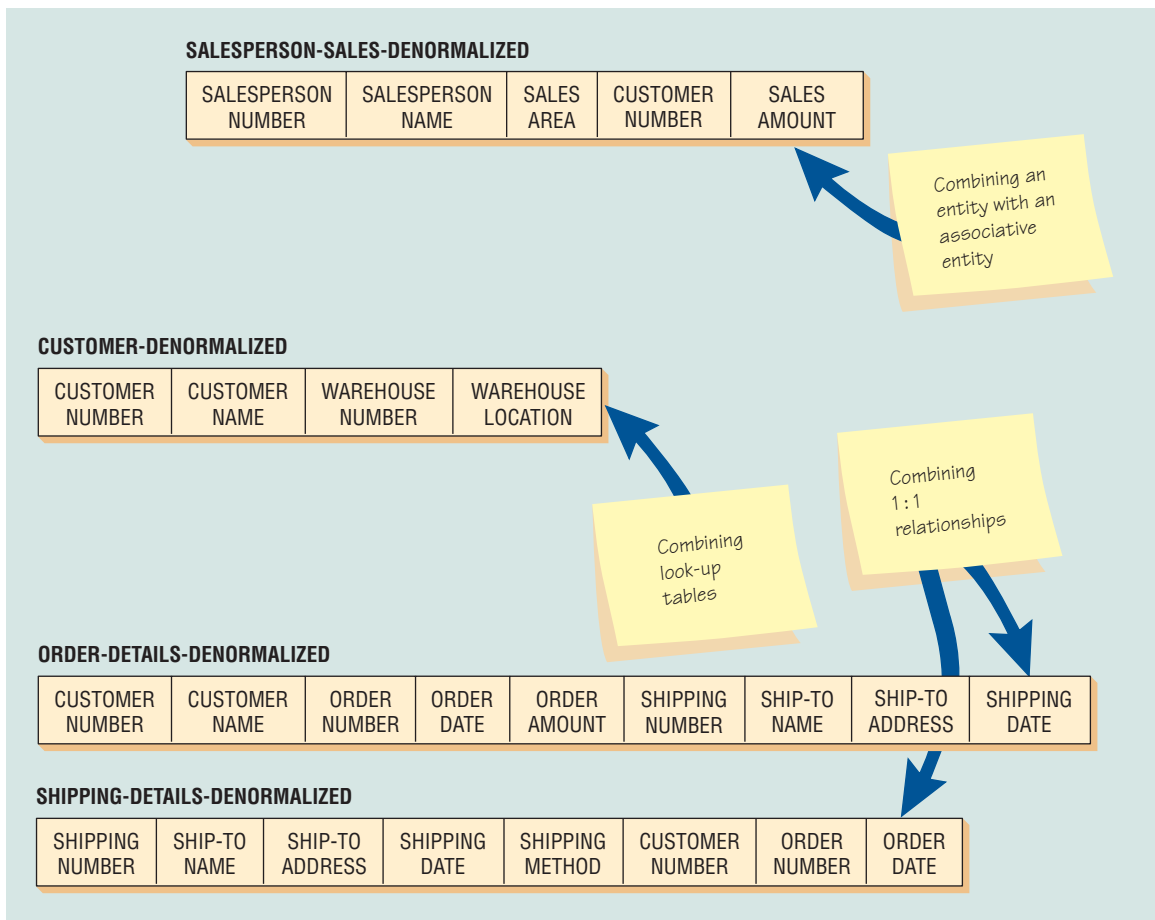 SALESPERSON-SALES-DENORMALIZED
SALESPERSON NUMBER
SALESPERSON NAME
SALES AREA
CUSTOMER NUMBER
SALES AMOUNT
Combining an
entity with an
associative
entity
CUSTOMER-DENORMALIZED
CUSTOMER NUMBER
CUSTOMER NAME
WAREHOUSE NUMBER
WAREHOUSE LOCATION
Combining
look-up
tables
Combining
1 : 1
relationships
ORDER-DETAILS-DENORMALIZED
CUSTOMER NUMBER
CUSTOMER NAME
ORDER NUMBER
ORDER DATE
ORDER AMOUNT
SHIPPING NUMBER
SHIP-TO NAME
SHIP-TO ADDRESS
SHIPPING DATE
SHIPPING-DETAILS-DENORMALIZED
SHIPPING NUMBER
SHIP-TO NAME
SHIP-TO ADDRESS
SHIPPING DATE
SHIPPING METHOD
CUSTOMER NUMBER
ORDER NUMBER
ORDER DATE